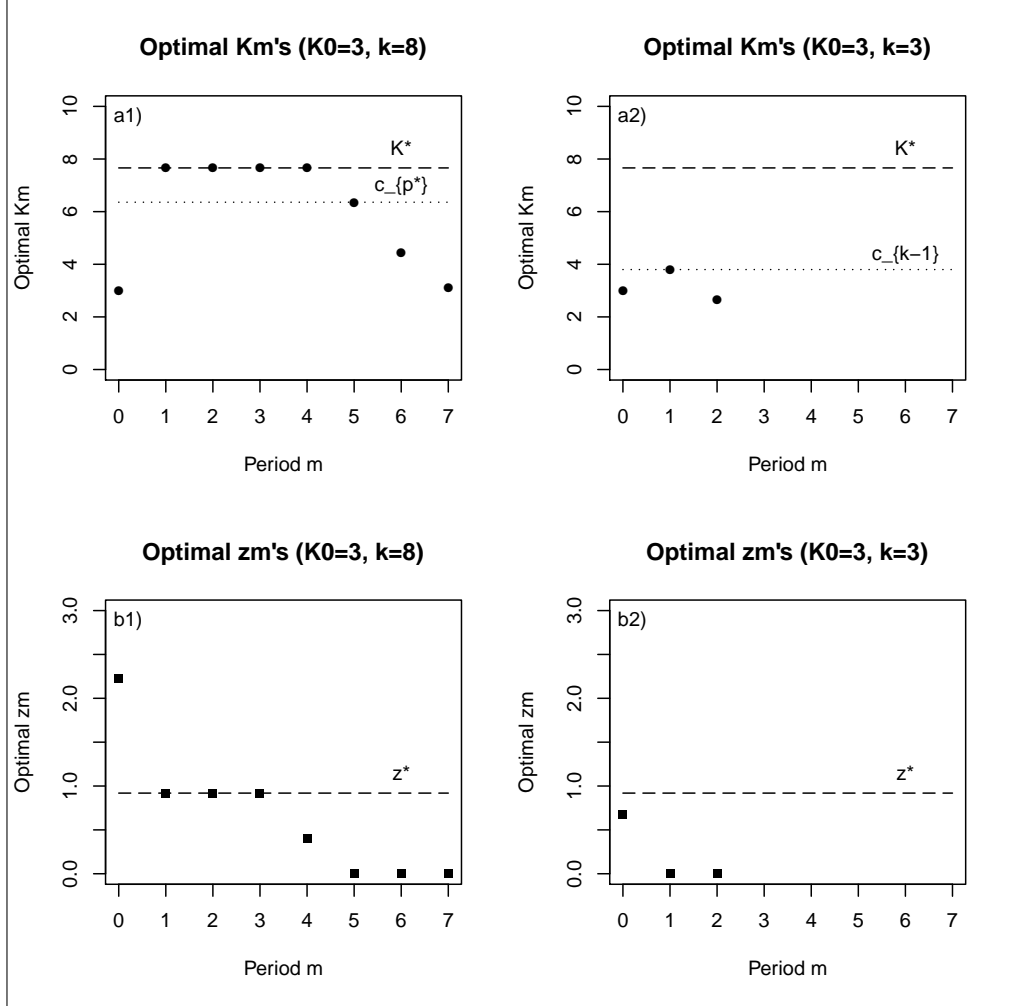 Optimal Km's (K0=3, k=8)
a1)
K*
c_{p*}
Optimal Km
10
8
6
4
2
0
0 1 2 3 4 5 6 7
Period m
Optimal Km's (K0=3, k=3)
a2)
K*
c_{k−1}
Optimal Km
10
8
6
4
2
0
0 1 2 3 4 5 6 7
Period m
Optimal zm's (K0=3, k=8)
b1)
z*
Optimal zm
3.0
2.0
1.0
0.0
0 1 2 3 4 5 6 7
Period m
Optimal zm's (K0=3, k=3)
b2)
z*
Optimal zm
3.0
2.0
1.0
0.0
0 1 2 3 4 5 6 7
Period m